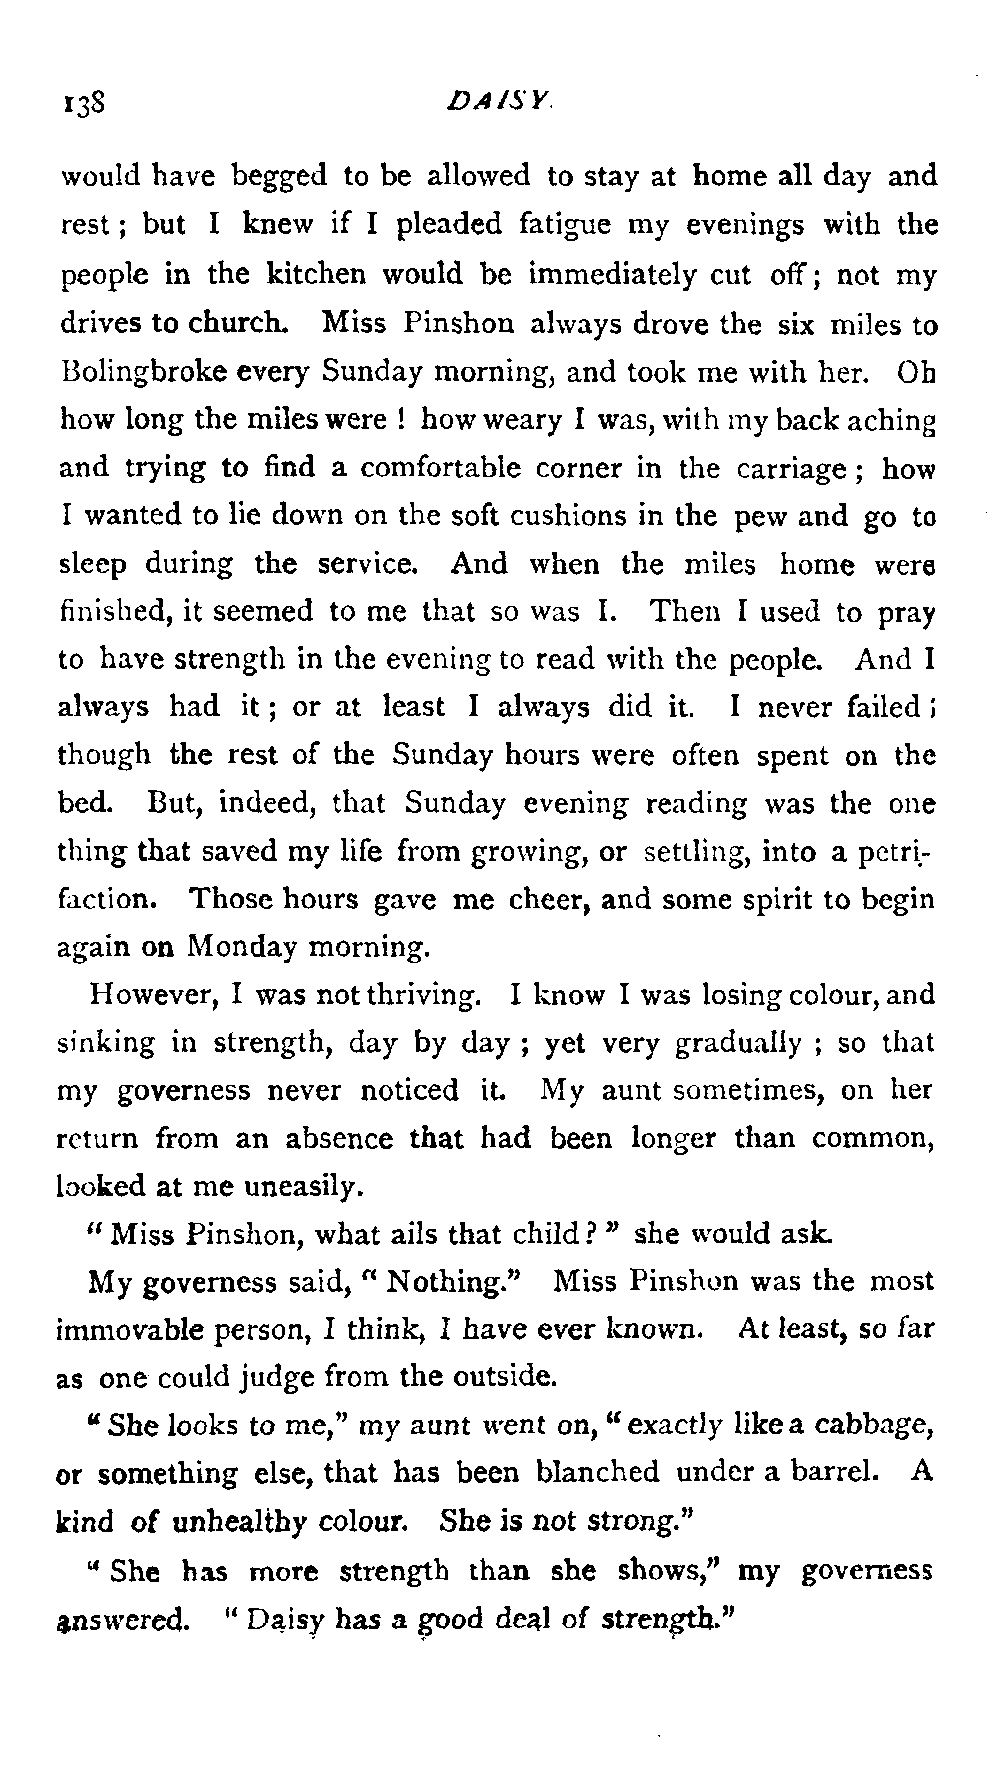 138 DAISY.
would have begged to be allowed to stay at home all day and
rest ; but I knew if I pleaded fatigue my evenings with the
people in the kitchen would be immediately cut off ; not my
drives to church. Miss Pinshon always drove the six miles to
Bolingbroke every Sunday morning, and took me with her. Oh
how long the miles were ! how weary I was, with my back aching
and trying to find a comfortable corner in the carriage ; how
I wanted to lie down on the soft cushions in the pew and go to
sleep during the service. And when the miles home were
finished, it seemed to me that so was I. Then I used to pray
to have strength in the evening to read with the people. And I
always had it ; or at least I always did it. I never failed ;
though the rest of the Sunday hours were often spent on the
bed. But, indeed, that Sunday evening reading was the one
thing that saved my life from growing, or settling, into a petri-
faction. Those hours gave me cheer, and some spirit to begin
again on Monday morning.
However, I was not thriving. I know I was losing colour, and
sinking in strength, day by day ; yet very gradually ; so that
my governess never noticed it. My aunt sometimes, on her
return from an absence that had been longer than common,
looked at me uneasily.
" Miss Pinshon, what ails that child ? " she would ask.
My governess said, " Nothing." Miss Pinshon was the most
immovable person, I think, I have ever known. At least, so far
as one could judge from the outside.
" She looks to me," my aunt went on, " exactly like a cabbage,
or something else, that has been blanched under a barrel. A
kind of unhealthy colour. She is not strong."
" She has more strength than she shows," my governess
answered. " Daisy has a good deal of strength."